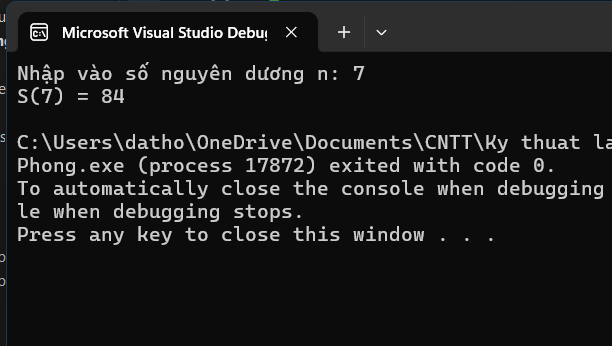 Microsoft Visual Studio Debug
Nhập vào số nguyên dương n: 7
S(7) = 84
C:\Users\datho\OneDrive\Documents\CNTT\Ky thuat la
Phong.exe (process 17872) exited with code 0.
To automatically close the console when debugging
le when debugging stops.
Press any key to close this window . . .